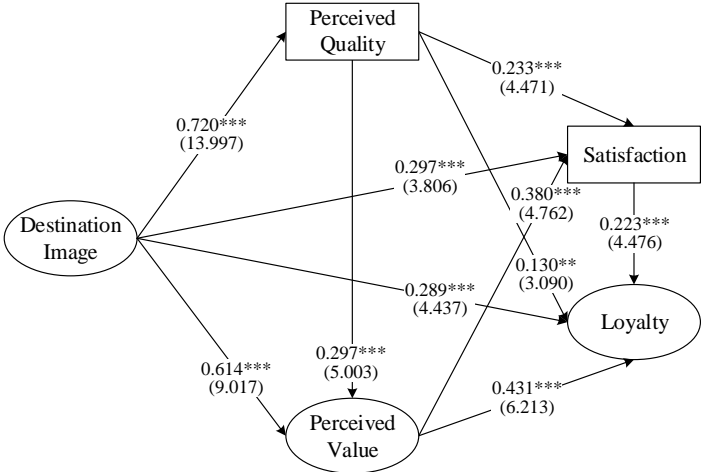 Perceived
Quality
0.233***
(4.471)
0.720***
(13.997)
Satisfaction
0.297***
(3.806)
0.380***
(4.762)
Destination
Image
0.223***
(4.476)
0.130**
(3.090)
0.289***
(4.437)
Loyalty
0.297***
(5.003)
0.614***
(9.017)
0.431***
(6.213)
Perceived
Value